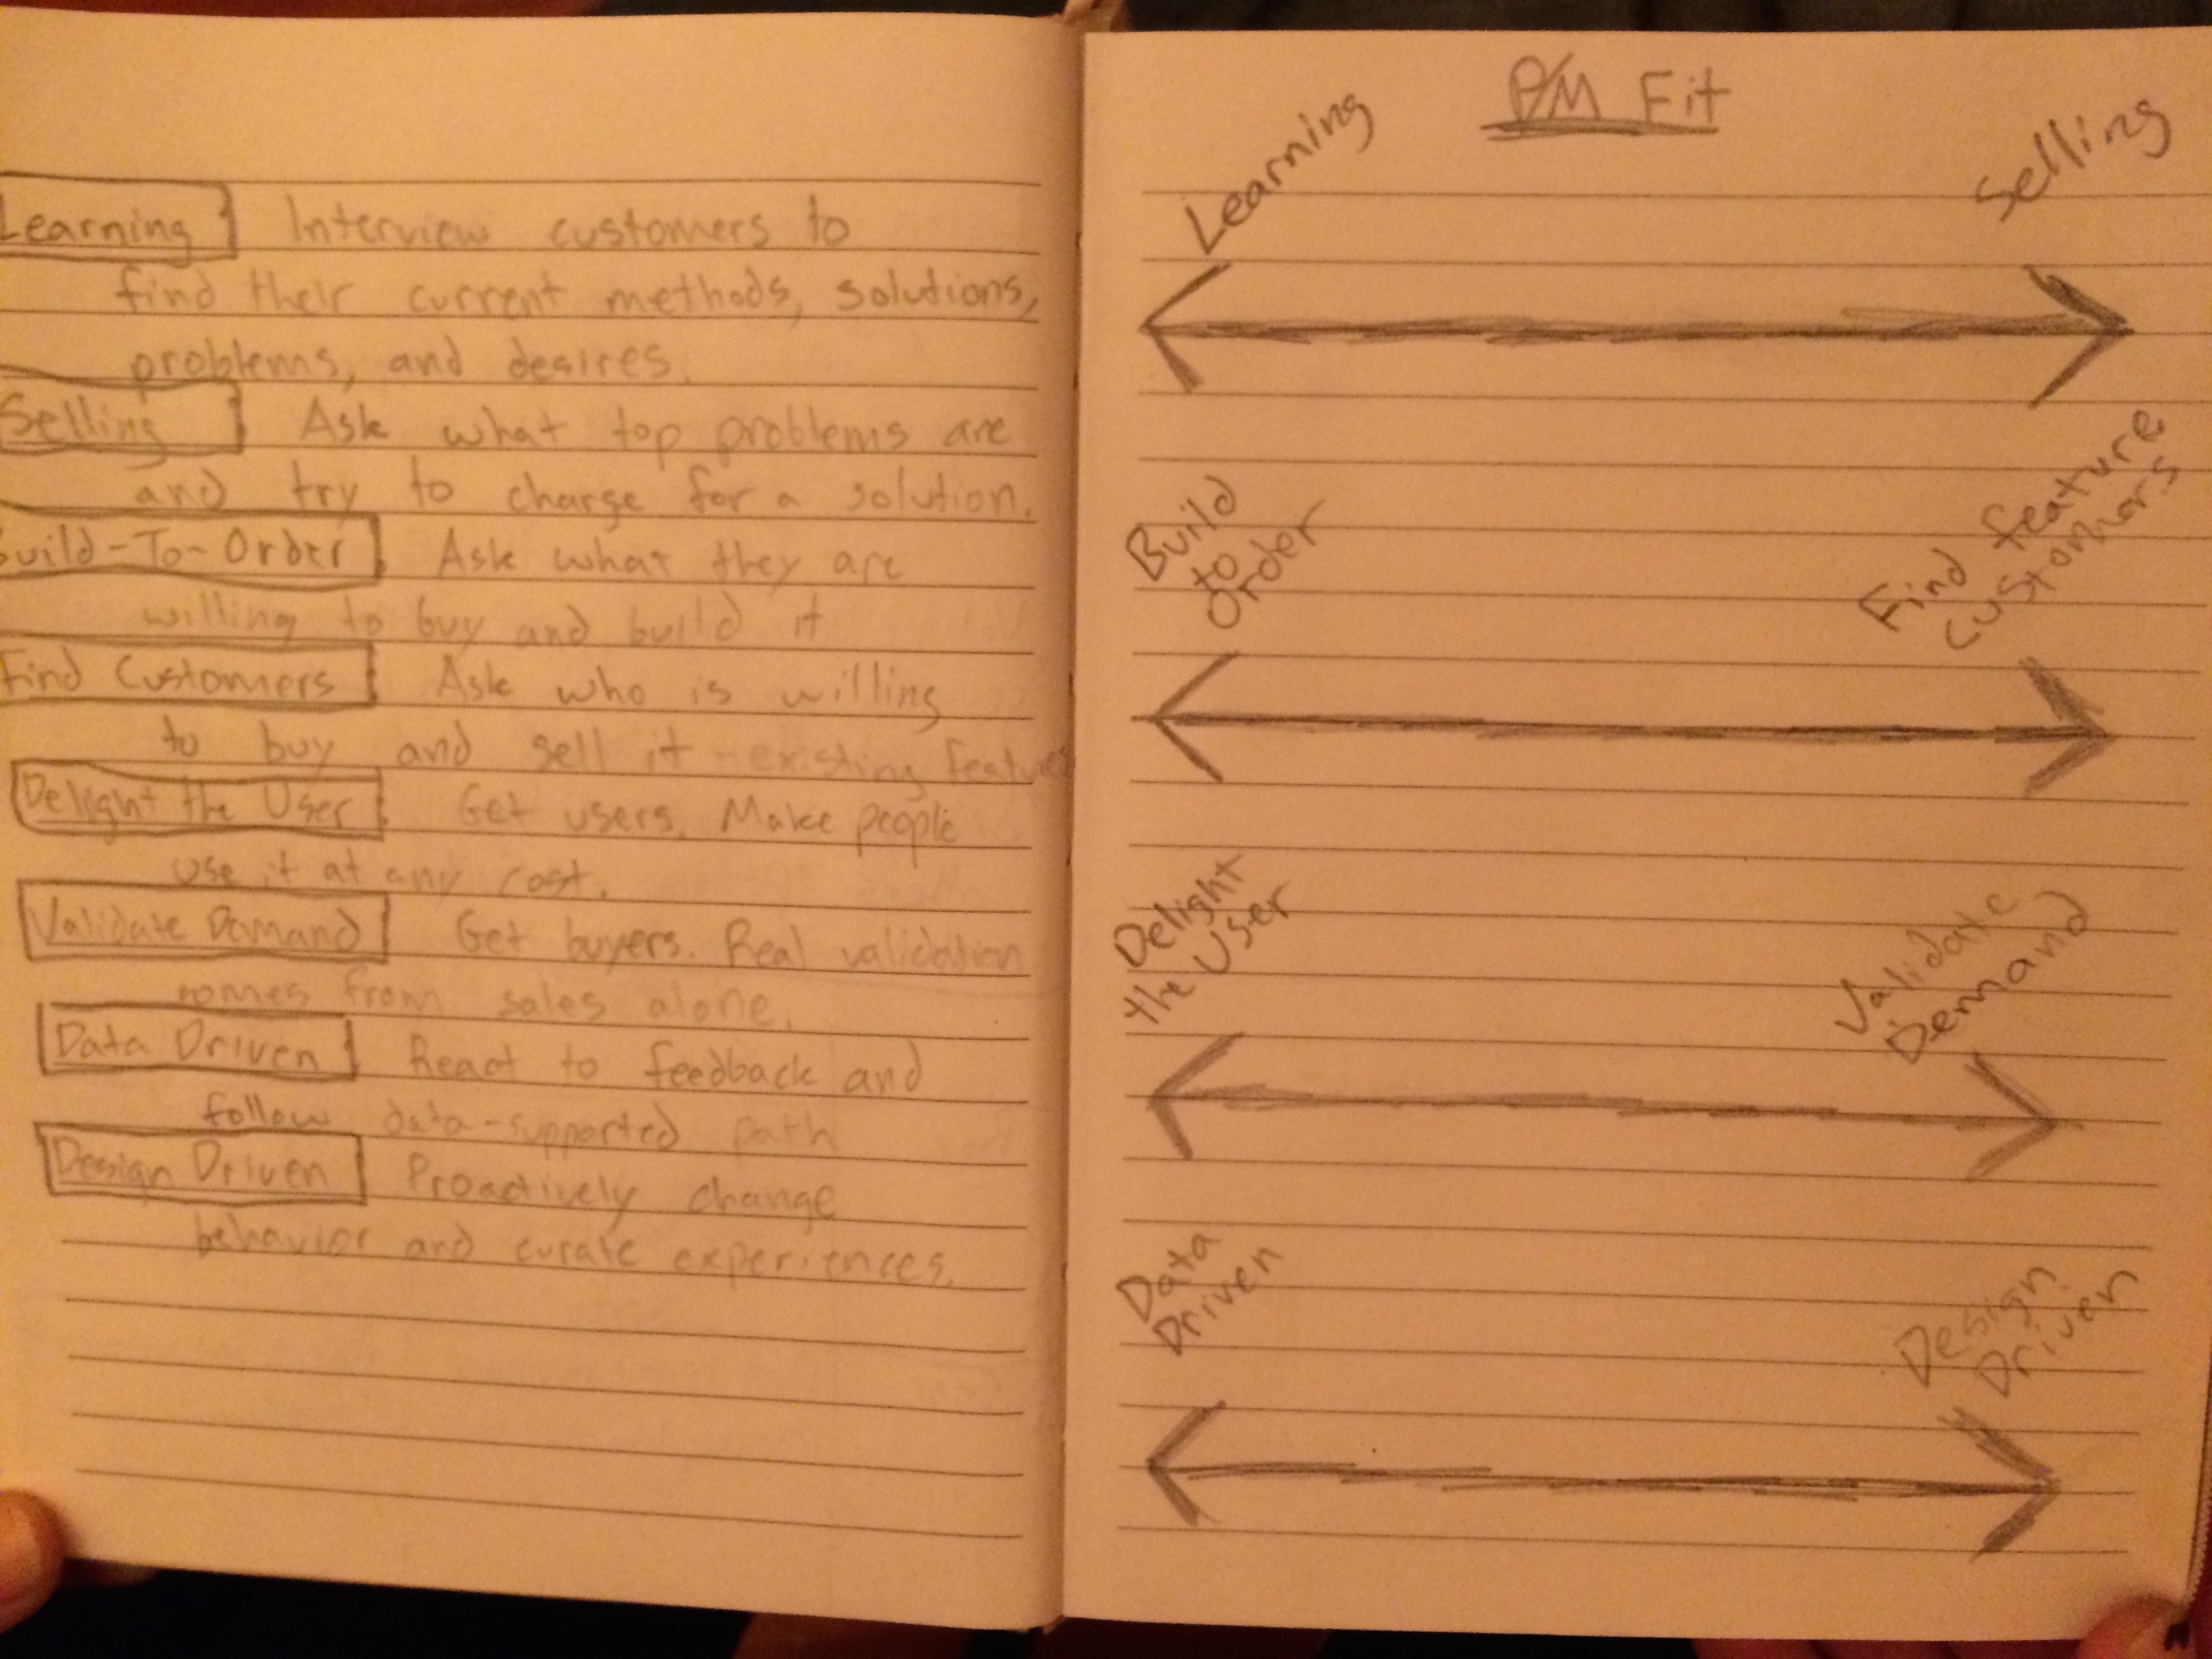 Learning Interview customers to
find their current methods, solutions,
problems, and desires.
Selling Ask what top problems are
and try to charge for a solution.
Build-To-Order Ask what they are
willing to buy and build it
Find Customers Ask who is willing
to buy and sell it - existing features
Delight the User Get users. Make people
use it at any cost.
Validate Demand Get buyers. Real validation
comes from sales alone.
Data Driven React to feedback and
follow data-supported path
Design Driven Proactively change
behavior and curate experiences.
P/M Fit
Learning
Selling
Build
to
Order
Find feature
customors
Delight
the User
Validate
Demand
Data
Driven
Design
Driven